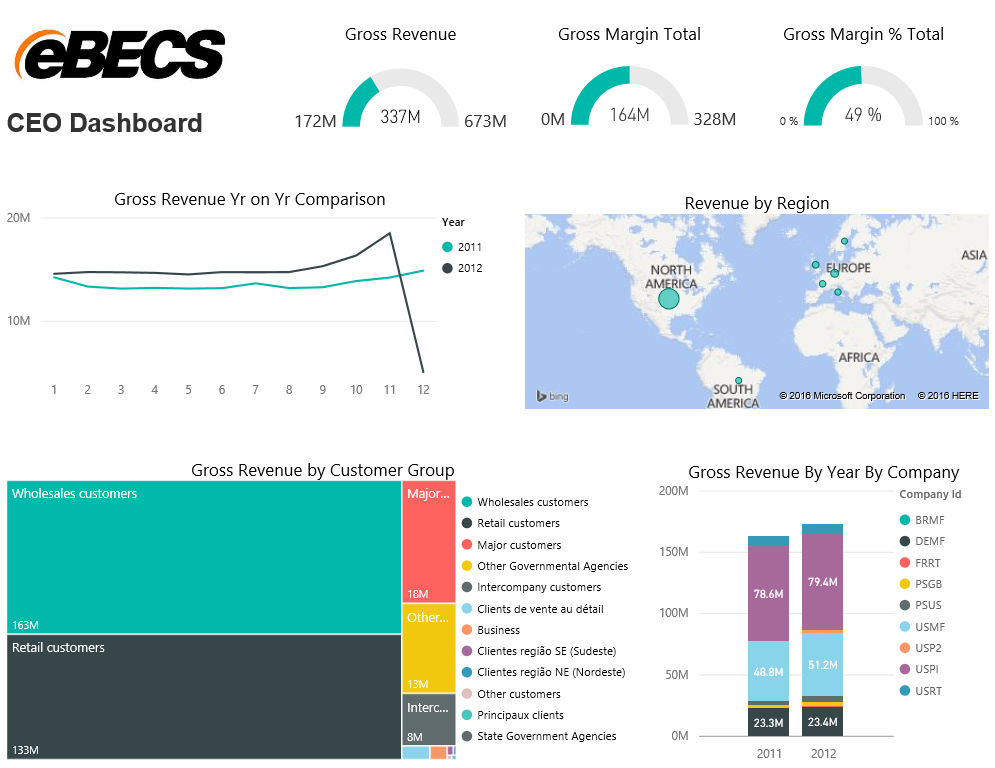 eBECS
CEO Dashboard
Gross Revenue
172M
337M
673M
Gross Margin Total
0M
164M
328M
Gross Margin % Total
0 %
49 %
100 %
Gross Revenue Yr on Yr Comparison
20M
10M
1 2 3 4 5 6 7 8 9 10 11 12
Year
2011
2012
Revenue by Region
NORTH
AMERICA
EUROPE
ASIA
AFRICA
SOUTH
AMERICA
bing
© 2016 Microsoft Corporation © 2016 HERE
Gross Revenue by Customer Group
Wholesales customers
163M
Retail customers
133M
Major...
18M
Other...
13M
Interc...
8M
Wholesales customers
Retail customers
Major customers
Other Governmental Agencies
Intercompany customers
Clients de vente au détail
Business
Clientes região SE (Sudeste)
Clientes região NE (Nordeste)
Other customers
Principaux clients
State Government Agencies
Gross Revenue By Year By Company
200M
150M
100M
50M
0M
78.6M
48.8M
23.3M
79.4M
51.2M
23.4M
2011 2012
Company Id
BRMF
DEMF
FRRT
PSGB
PSUS
USMF
USP2
USPI
USRT